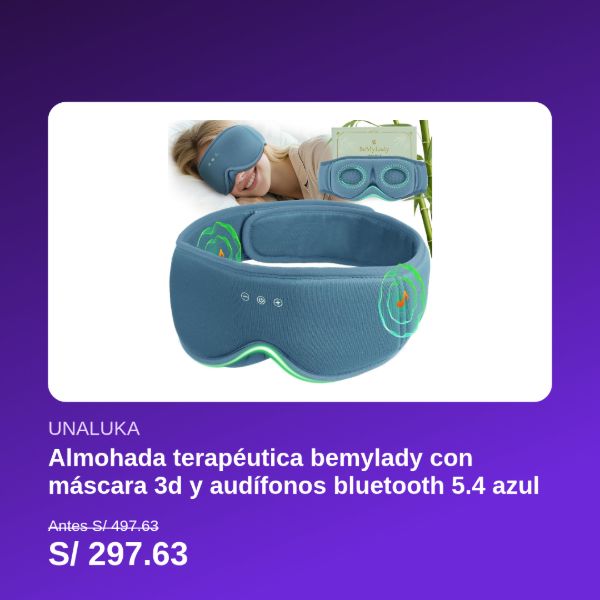 BeMyLady
UNALUKA
Almohada terapéutica bemylady con
máscara 3d y audífonos bluetooth 5.4 azul
Antes S/ 497.63
S/ 297.63